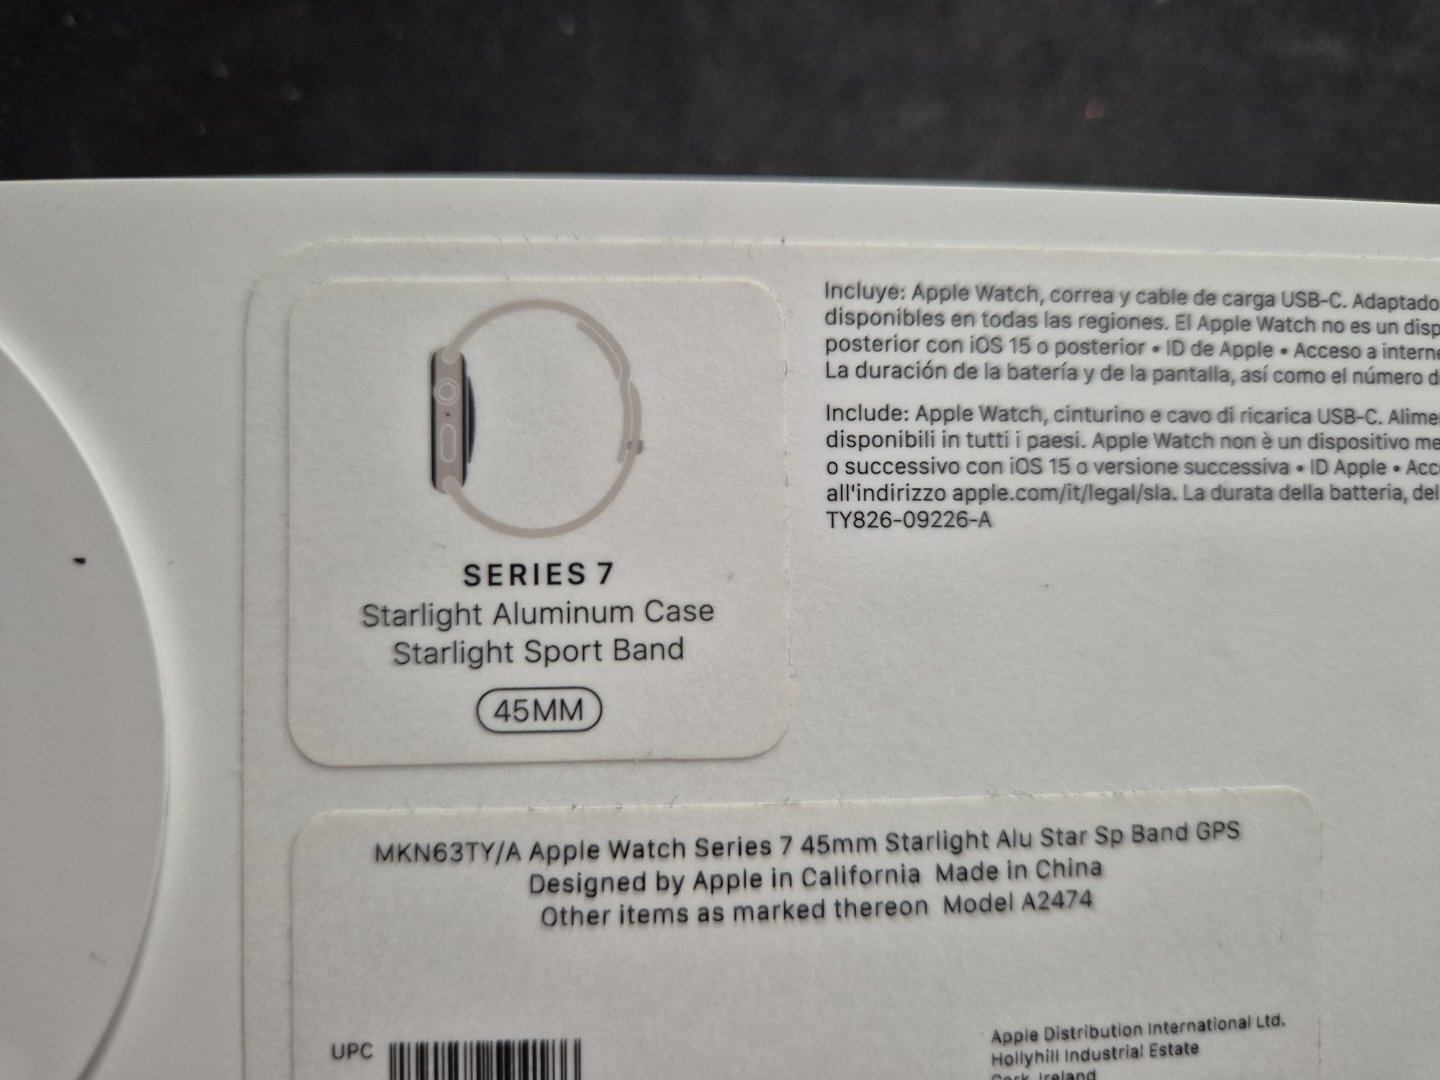 SERIES 7
Starlight Aluminum Case
Starlight Sport Band
45MM
Incluye: Apple Watch, correa y cable de carga USB-C. Adaptado
disponibles en todas las regiones. El Apple Watch no es un disp
posterior con iOS 15 o posterior • ID de Apple • Acceso a interne
La duración de la batería y de la pantalla, así como el número d
Include: Apple Watch, cinturino e cavo di ricarica USB-C. Alime
disponibili in tutti i paesi. Apple Watch non è un dispositivo me
o successivo con iOS 15 o versione successiva • ID Apple • Acc
all'indirizzo apple.com/it/legal/sla. La durata della batteria, del
TY826-09226-A
MKN63TY/A Apple Watch Series 7 45mm Starlight Alu Star Sp Band GPS
Designed by Apple in California Made in China
Other items as marked thereon Model A2474
UPC
Apple Distribution International Ltd.
Hollyhill Industrial Estate
Cork, Ireland